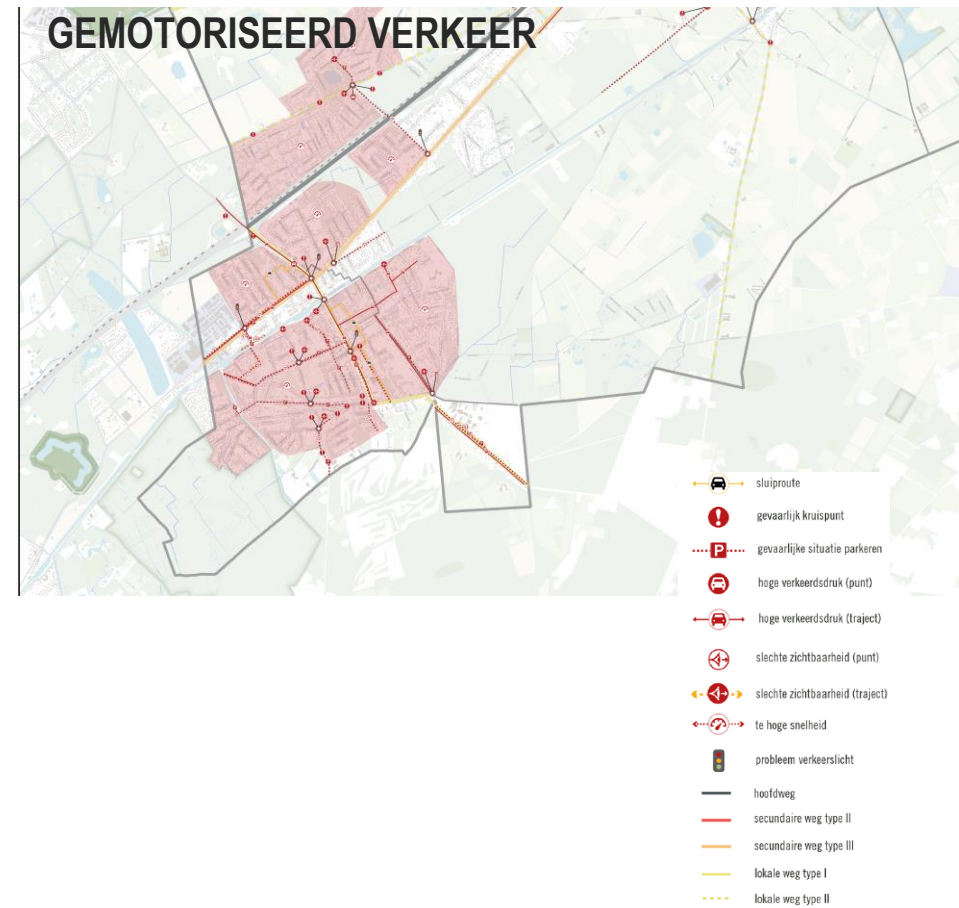 GEMOTORISEERD VERKEER
sluiproute
gevaarlijk kruispunt
P
gevaarlijke situatie parkeren
hoge verkeerdsdruk (punt)
hoge verkeerdsdruk (traject)
slechte zichtbaarheid (punt)
slechte zichtbaarheid (traject)
te hoge snelheid
probleem verkeerslicht
hoofdweg
secundaire weg type II
secundaire weg type III
lokale weg type I
lokale weg type II